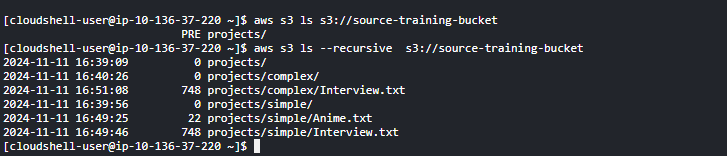 [cloudshell-user@ip-10-136-37-220 ~]$ aws s3 ls s3://source-training-bucket
                           PRE projects/
[cloudshell-user@ip-10-136-37-220 ~]$ aws s3 ls --recursive  s3://source-training-bucket
2024-11-11 16:39:09          0 projects/
2024-11-11 16:40:26          0 projects/complex/
2024-11-11 16:51:08        748 projects/complex/Interview.txt
2024-11-11 16:39:56          0 projects/simple/
2024-11-11 16:49:25         22 projects/simple/Anime.txt
2024-11-11 16:49:46        748 projects/simple/Interview.txt
[cloudshell-user@ip-10-136-37-220 ~]$